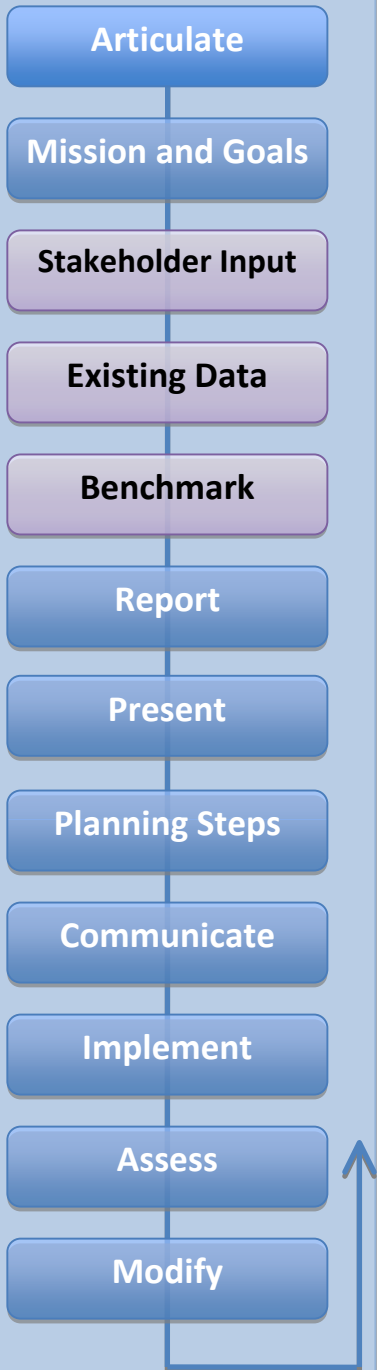 Articulate
Mission and Goals
Stakeholder Input
Existing Data
Benchmark
Report
Present
Planning Steps
Communicate
Implement
Assess
Modify